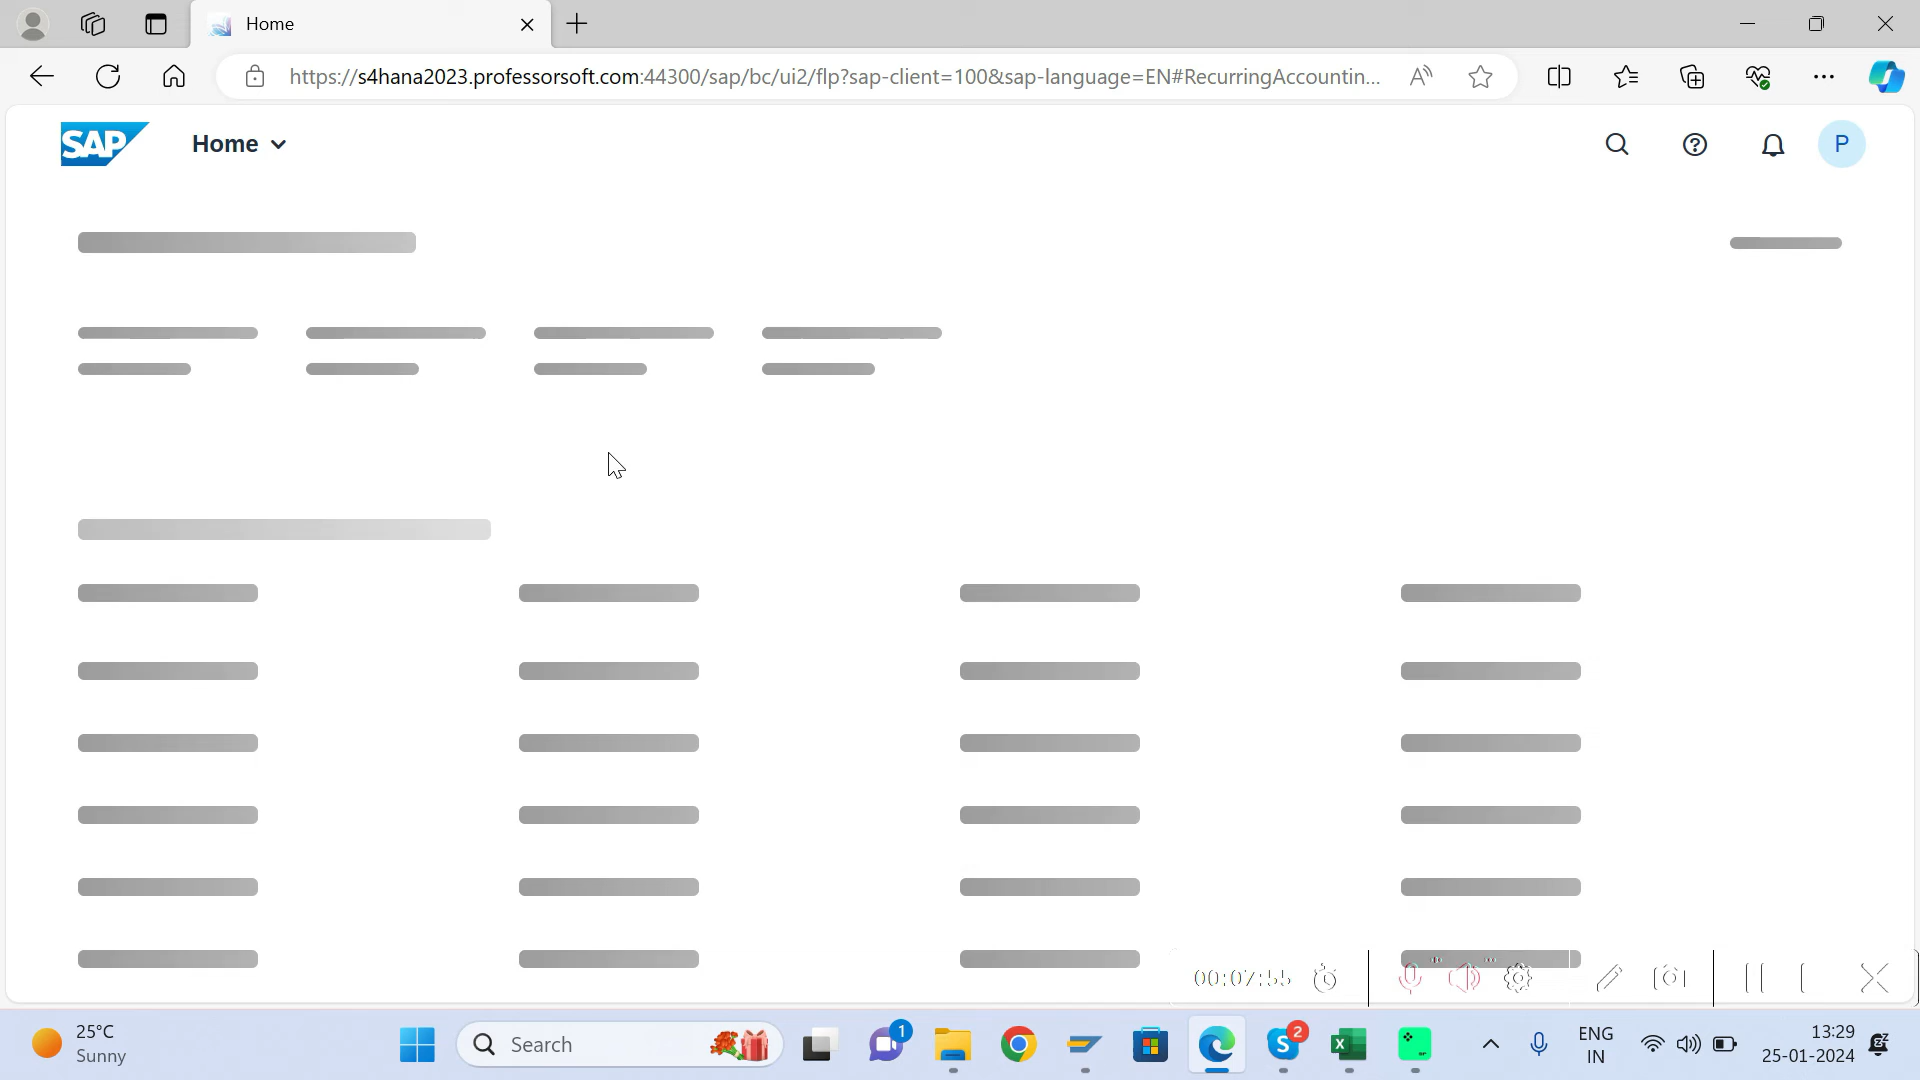 Home
https://s4hana2023.professorsoft.com:44300/sap/bc/ui2/flp?sap-client=100&sap-language=EN#RecurringAccountin...
SAP
Home
P
00:07:55
25°C
Sunny
Search
1
2
ENG
IN
13:29
25-01-2024